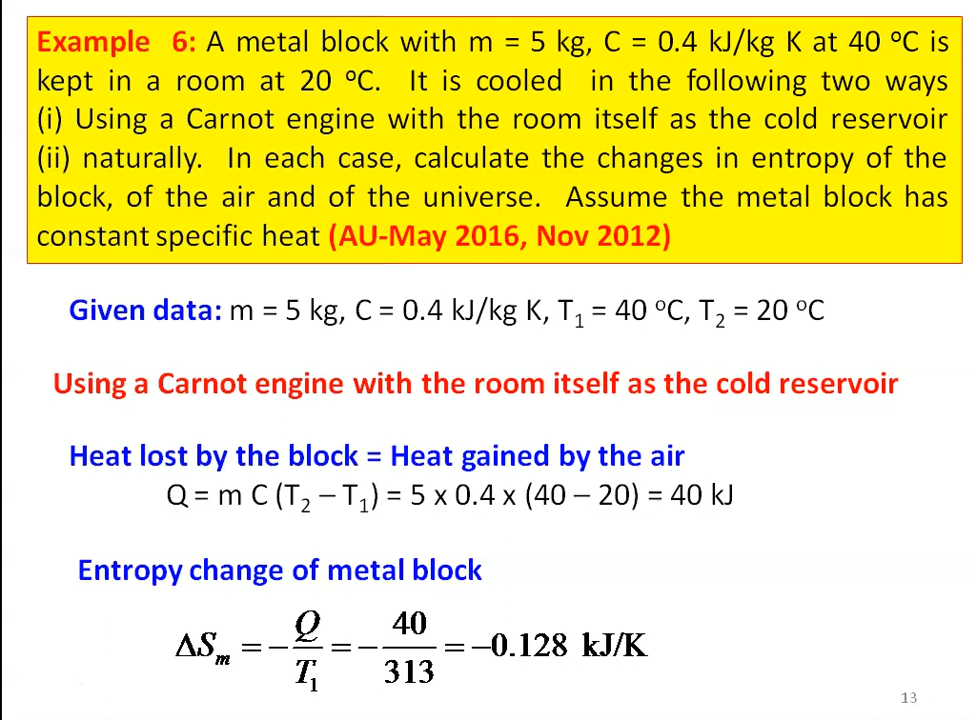 Example 6: A metal block with m = 5 kg, C = 0.4 kJ/kg K at 40 ᵒC is
kept in a room at 20 ᵒC. It is cooled in the following two ways
(i) Using a Carnot engine with the room itself as the cold reservoir
(ii) naturally. In each case, calculate the changes in entropy of the
block, of the air and of the universe. Assume the metal block has
constant specific heat (AU-May 2016, Nov 2012)
Given data: m = 5 kg, C = 0.4 kJ/kg K, T₁ = 40 ᵒC, T₂ = 20 ᵒC
Using a Carnot engine with the room itself as the cold reservoir
Heat lost by the block = Heat gained by the air
Q = m C (T₂ – T₁) = 5 x 0.4 x (40 – 20) = 40 kJ
Entropy change of metal block
ΔSₘ = – Q/T₁ = – 40/313 = –0.128 kJ/K
13